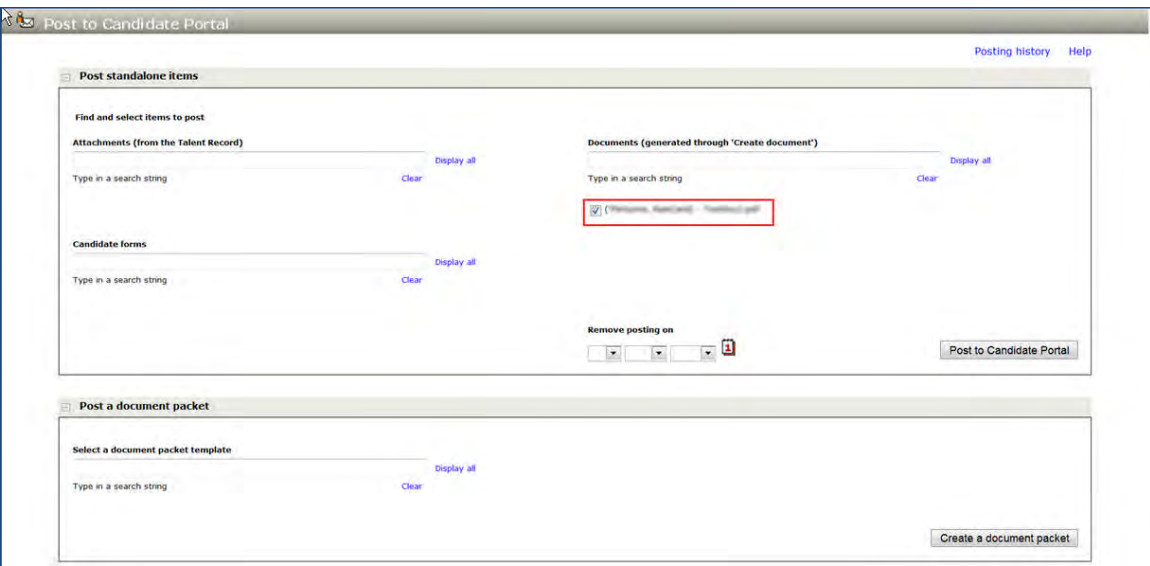 Post to Candidate Portal
Posting history Help
Post standalone items
Find and select items to post
Attachments (from the Talent Record)
Documents (generated through 'Create document')
Display all
Display all
Type in a search string Clear
Type in a search string Clear
Candidate forms
Display all
Type in a search string Clear
Remove posting on
1
Post to Candidate Portal
Post a document packet
Select a document packet template
Display all
Type in a search string Clear
Create a document packet